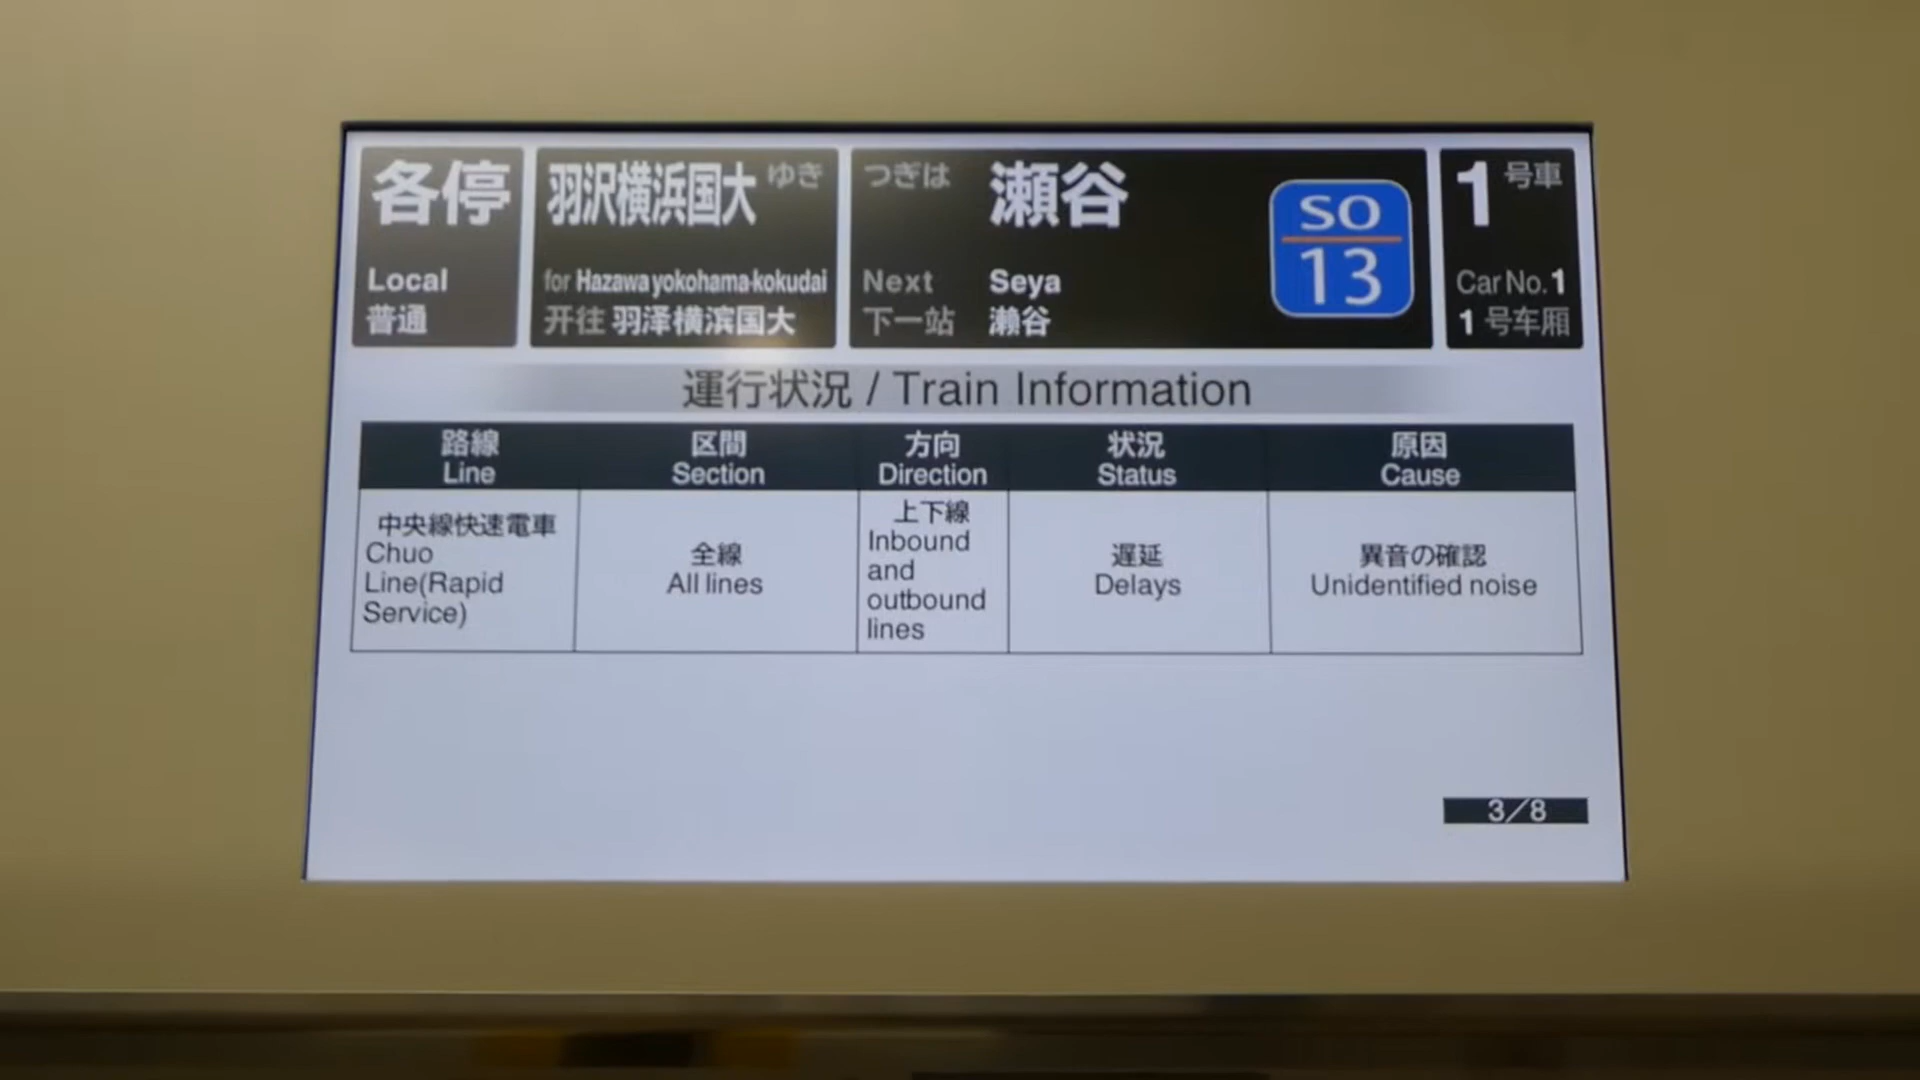 各停
Local
普通
羽沢横浜国大 ゆき
for Hazawa yokohama-kokudai
开往 羽泽横滨国大
つぎは 瀬谷
Next Seya
下一站 濑谷
SO
13
1 号車
Car No. 1
1 号车厢
運行状況 / Train Information
路線
Line
区間
Section
方向
Direction
状況
Status
原因
Cause
中央線快速電車
Chuo
Line(Rapid
Service)
全線
All lines
上下線
Inbound
and
outbound
lines
遅延
Delays
異音の確認
Unidentified noise
3/8